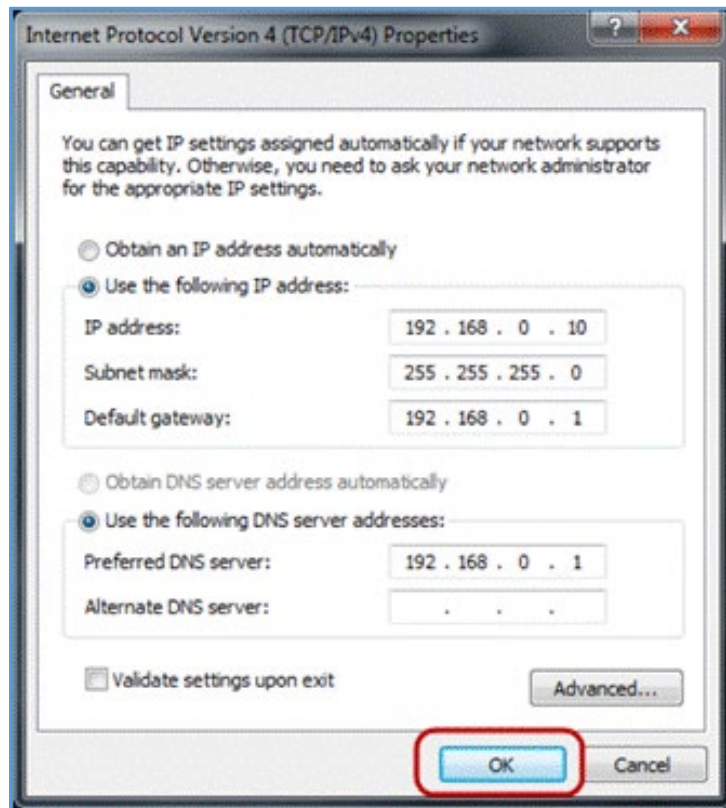 Internet Protocol Version 4 (TCP/IPv4) Properties
General
You can get IP settings assigned automatically if your network supports
this capability. Otherwise, you need to ask your network administrator
for the appropriate IP settings.
Obtain an IP address automatically
Use the following IP address:
IP address: 192 . 168 . 0 . 10
Subnet mask: 255 . 255 . 255 . 0
Default gateway: 192 . 168 . 0 . 1
Obtain DNS server address automatically
Use the following DNS server addresses:
Preferred DNS server: 192 . 168 . 0 . 1
Alternate DNS server: . . .
Validate settings upon exit
Advanced...
OK Cancel